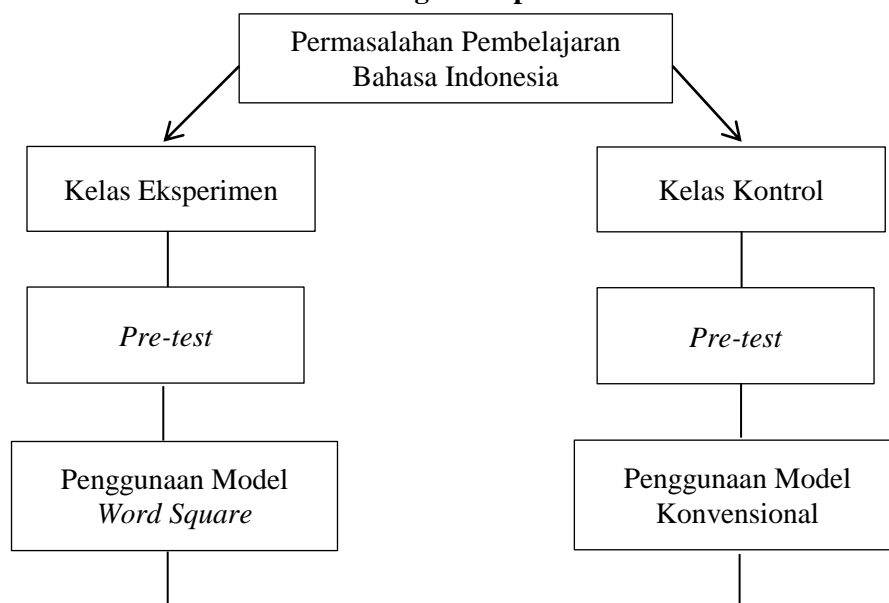 Permasalahan Pembelajaran
Bahasa Indonesia
Kelas Eksperimen
Kelas Kontrol
Pre-test
Pre-test
Penggunaan Model
Word Square
Penggunaan Model
Konvensional